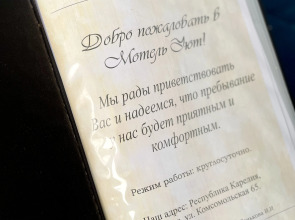 Добро пожаловать в
Мотель Уют!
Мы рады приветствовать
Вас и надеемся, что пребывание
у нас будет приятным и
комфортным.
Режим работы: круглосуточно.
Наш адрес: Республика Карелия,
ул. Комсомольская 65.